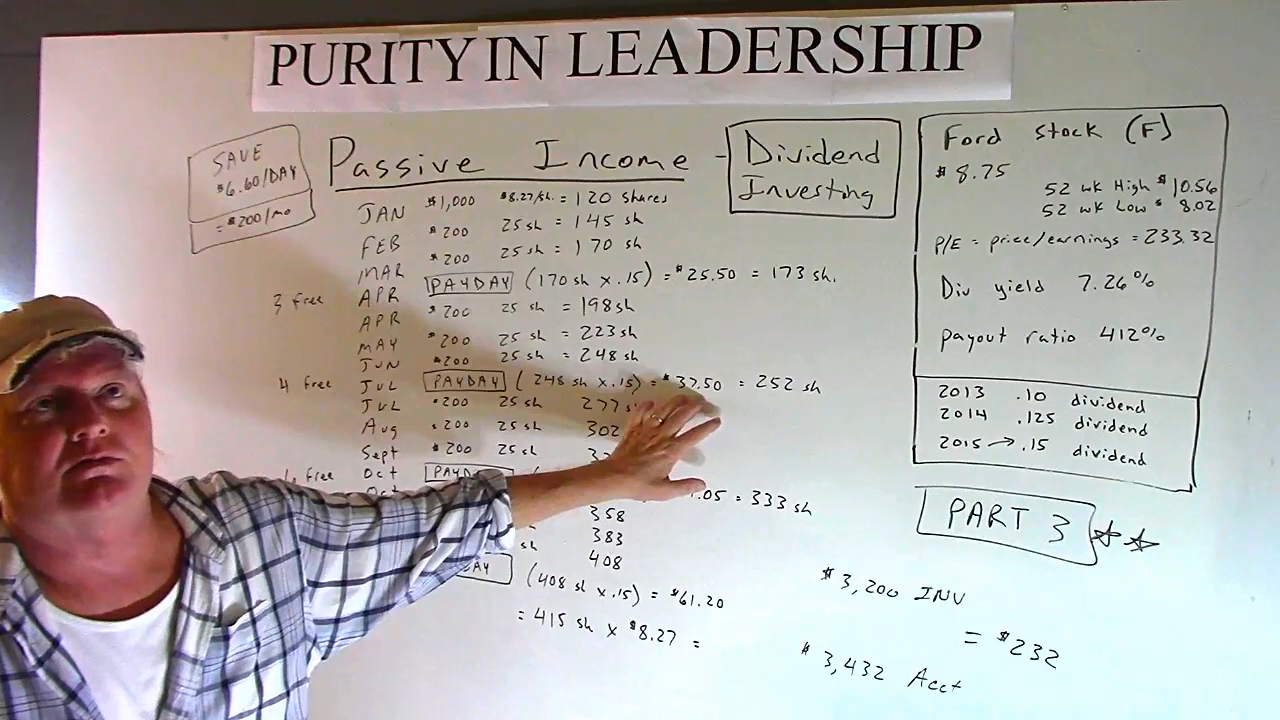 PURITY IN LEADERSHIP
SAVE
$6.60/DAY
= $200/mo
Passive Income - Dividend Investing
JAN $1,000 $8.27/sh. = 120 shares
FEB $200 25 sh = 145 sh
MAR $200 25 sh = 170 sh
3 free APR PAYDAY (170 sh x .15) = $25.50 = 173 sh.
APR $200 25 sh = 198 sh
MAY $200 25 sh = 223 sh
JUN $200 25 sh = 248 sh
4 free JUL PAYDAY (248 sh x .15) = $37.50 = 252 sh
JUL $200 25 sh 277 s
Aug $200 25 sh 302
Sept $200 25 sh
free Oct PAYDAY (
.05 = 333 sh
358
383
sh 408
AY (408 sh x .15) = $61.20
= 415 sh x $8.27 =
Ford stock (F)
$8.75
52 wk High $10.56
52 wk Low $ 8.02
P/E = price/earnings = 233.32
Div yield 7.26%
payout ratio 412%
2013 .10 dividend
2014 .125 dividend
2015 → .15 dividend
PART 3
$3,200 INV
= $232
$3,432 Acct